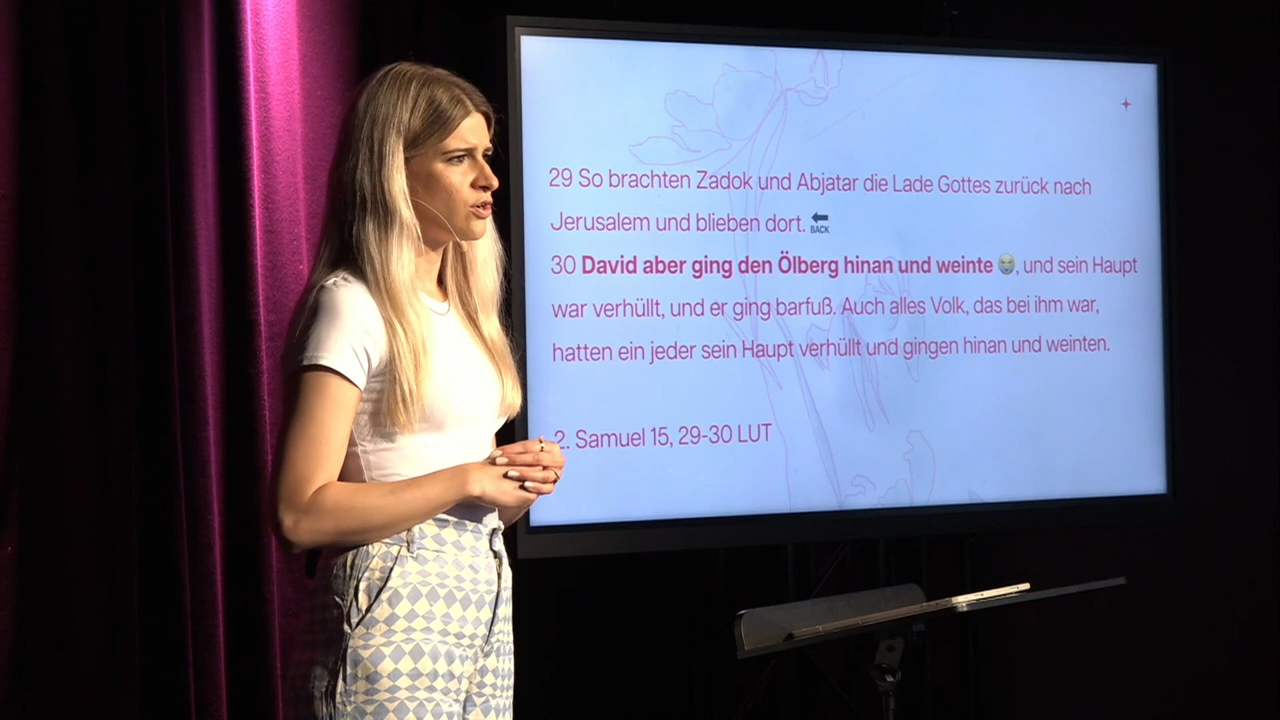 29 So brachten Zadok und Abjatar die Lade Gottes zurück nach
Jerusalem und blieben dort. 🔙
BACK
30 David aber ging den Ölberg hinan und weinte 😭, und sein Haupt
war verhüllt, und er ging barfuß. Auch alles Volk, das bei ihm war,
hatten ein jeder sein Haupt verhüllt und gingen hinan und weinten.
2. Samuel 15, 29-30 LUT